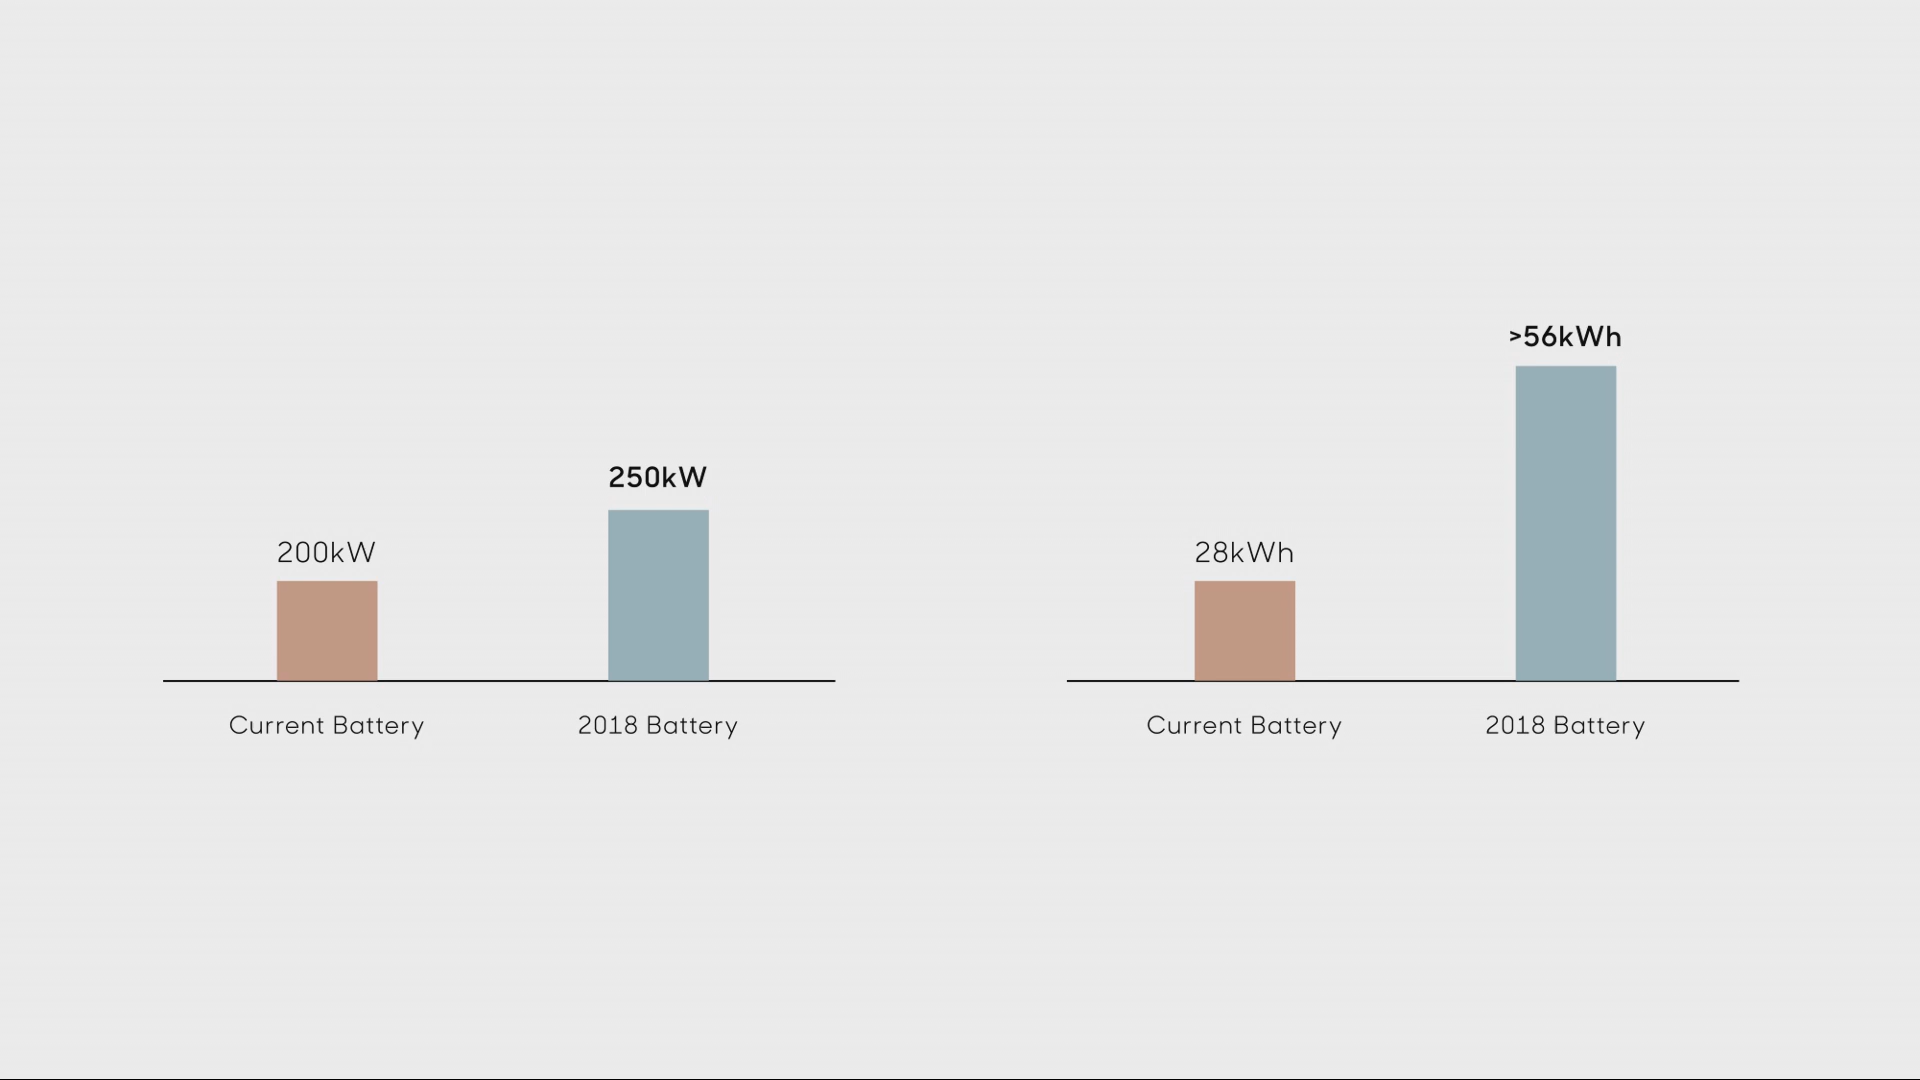 200kW
250kW
Current Battery
2018 Battery
28kWh
>56kWh
Current Battery
2018 Battery